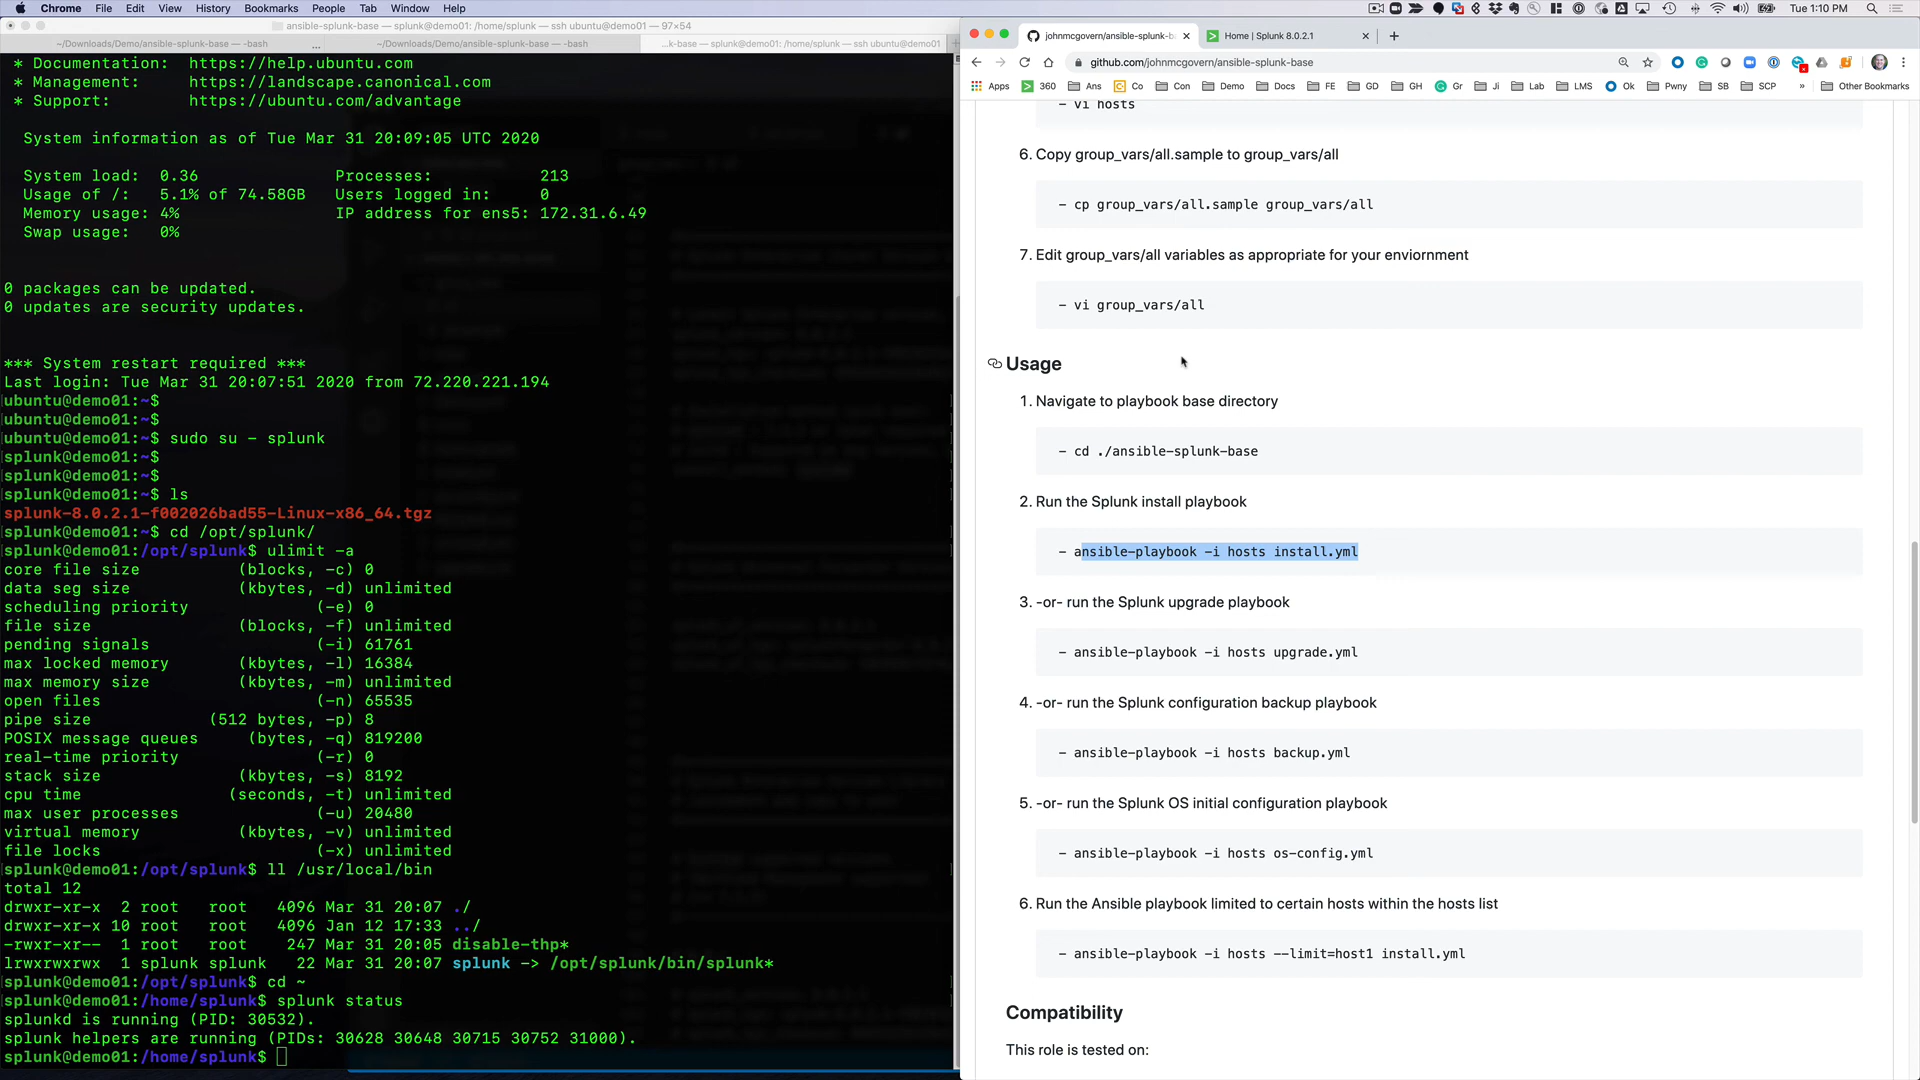 Chrome File Edit View History Bookmarks People Tab Window Help
Tue 1:10 PM
ansible-splunk-base — splunk@demo01: /home/splunk — ssh ubuntu@demo01 — 97×54
~/Downloads/Demo/ansible-splunk-base — -bash ... ~/Downloads/Demo/ansible-splunk-base — -bash ...k-base — splunk@demo01: /home/splunk — ssh ubuntu@demo01
* Documentation: https://help.ubuntu.com
* Management: https://landscape.canonical.com
* Support: https://ubuntu.com/advantage
System information as of Tue Mar 31 20:09:05 UTC 2020
System load: 0.36 Processes: 213
Usage of /: 5.1% of 74.58GB Users logged in: 0
Memory usage: 4% IP address for ens5: 172.31.6.49
Swap usage: 0%
0 packages can be updated.
0 updates are security updates.
*** System restart required ***
Last login: Tue Mar 31 20:07:51 2020 from 72.220.221.194
ubuntu@demo01:~$
ubuntu@demo01:~$
ubuntu@demo01:~$ sudo su - splunk
splunk@demo01:~$
splunk@demo01:~$
splunk@demo01:~$ ls
splunk-8.0.2.1-f002026bad55-Linux-x86_64.tgz
splunk@demo01:~$ cd /opt/splunk/
splunk@demo01:/opt/splunk$ ulimit -a
core file size (blocks, -c) 0
data seg size (kbytes, -d) unlimited
scheduling priority (-e) 0
file size (blocks, -f) unlimited
pending signals (-i) 61761
max locked memory (kbytes, -l) 16384
max memory size (kbytes, -m) unlimited
open files (-n) 65535
pipe size (512 bytes, -p) 8
POSIX message queues (bytes, -q) 819200
real-time priority (-r) 0
stack size (kbytes, -s) 8192
cpu time (seconds, -t) unlimited
max user processes (-u) 20480
virtual memory (kbytes, -v) unlimited
file locks (-x) unlimited
splunk@demo01:/opt/splunk$ ll /usr/local/bin
total 12
drwxr-xr-x 2 root root 4096 Mar 31 20:07 ./
drwxr-xr-x 10 root root 4096 Jan 12 17:33 ../
-rwxr-xr-- 1 root root 247 Mar 31 20:05 disable-thp*
lrwxrwxrwx 1 splunk splunk 22 Mar 31 20:07 splunk -> /opt/splunk/bin/splunk*
splunk@demo01:/opt/splunk$ cd ~
splunk@demo01:/home/splunk$ splunk status
splunkd is running (PID: 30532).
splunk helpers are running (PIDs: 30628 30648 30715 30752 31000).
splunk@demo01:/home/splunk$
johnmcgovern/ansible-splunk-ba Home | Splunk 8.0.2.1
github.com/johnmcgovern/ansible-splunk-base
Apps 360 Ans Co Con Demo Docs FE GD GH Gr Ji Lab LMS Ok Pwny SB SCP » Other Bookmarks
- vi hosts
6. Copy group_vars/all.sample to group_vars/all
- cp group_vars/all.sample group_vars/all
7. Edit group_vars/all variables as appropriate for your enviornment
- vi group_vars/all
Usage
1. Navigate to playbook base directory
- cd ./ansible-splunk-base
2. Run the Splunk install playbook
- ansible-playbook -i hosts install.yml
3. -or- run the Splunk upgrade playbook
- ansible-playbook -i hosts upgrade.yml
4. -or- run the Splunk configuration backup playbook
- ansible-playbook -i hosts backup.yml
5. -or- run the Splunk OS initial configuration playbook
- ansible-playbook -i hosts os-config.yml
6. Run the Ansible playbook limited to certain hosts within the hosts list
- ansible-playbook -i hosts --limit=host1 install.yml
Compatibility
This role is tested on: